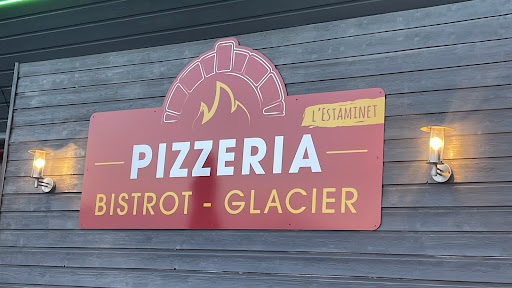 L'ESTAMINET
PIZZERIA
BISTROT - GLACIER